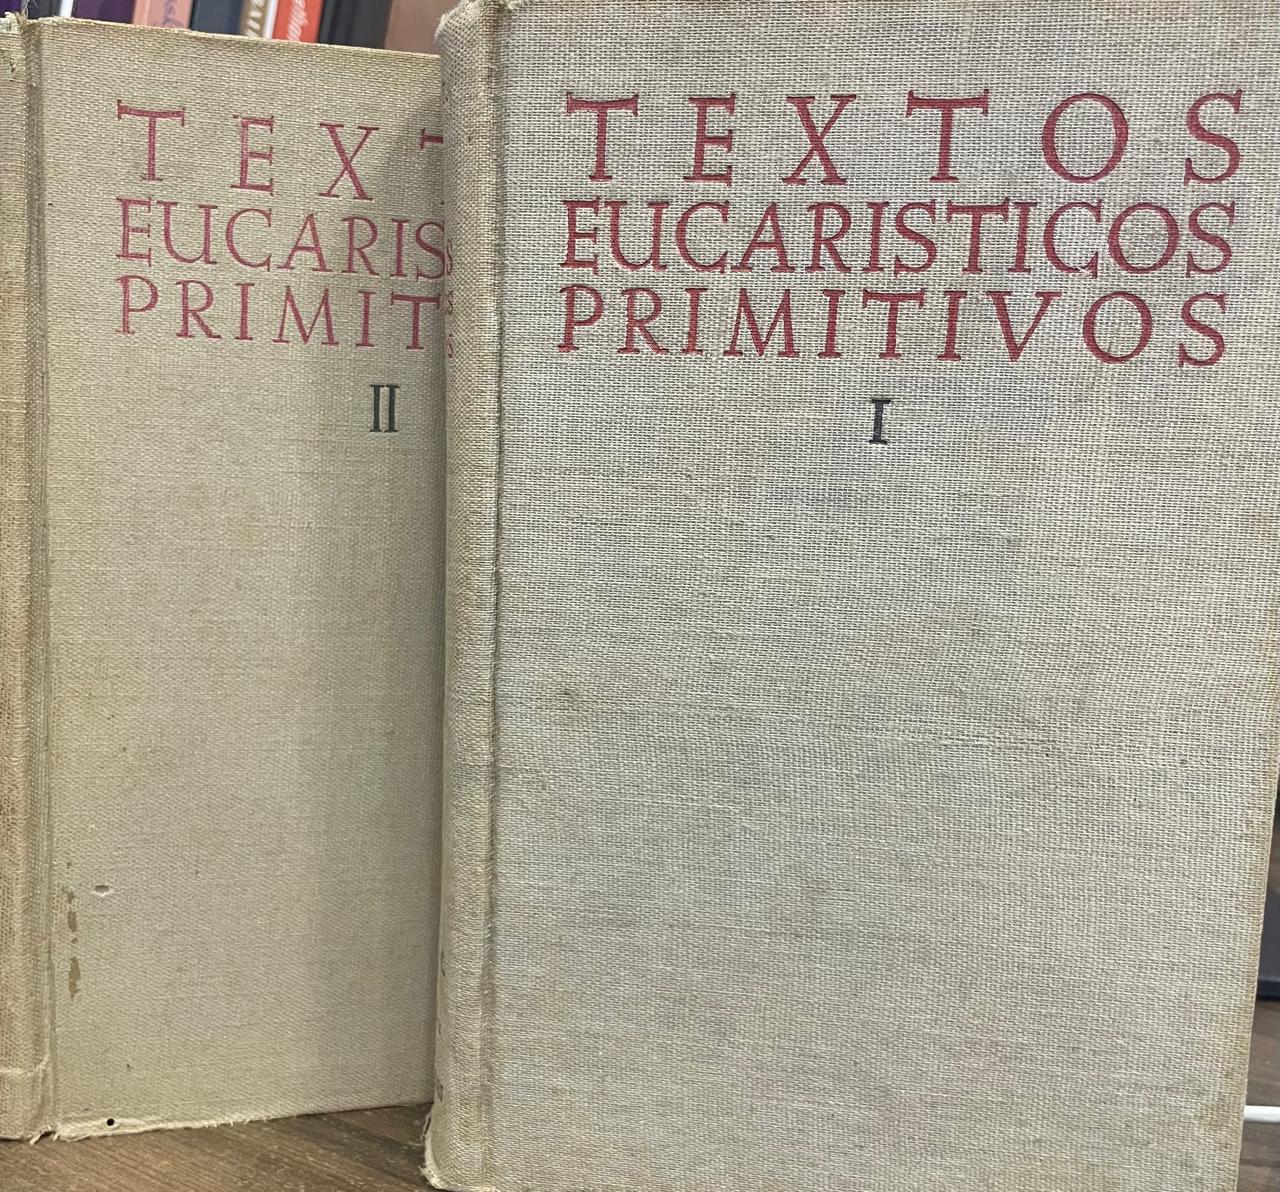 TEXT
EUCARIS
PRIMIT
II
TEXTOS
EUCARISTICOS
PRIMITIVOS
I